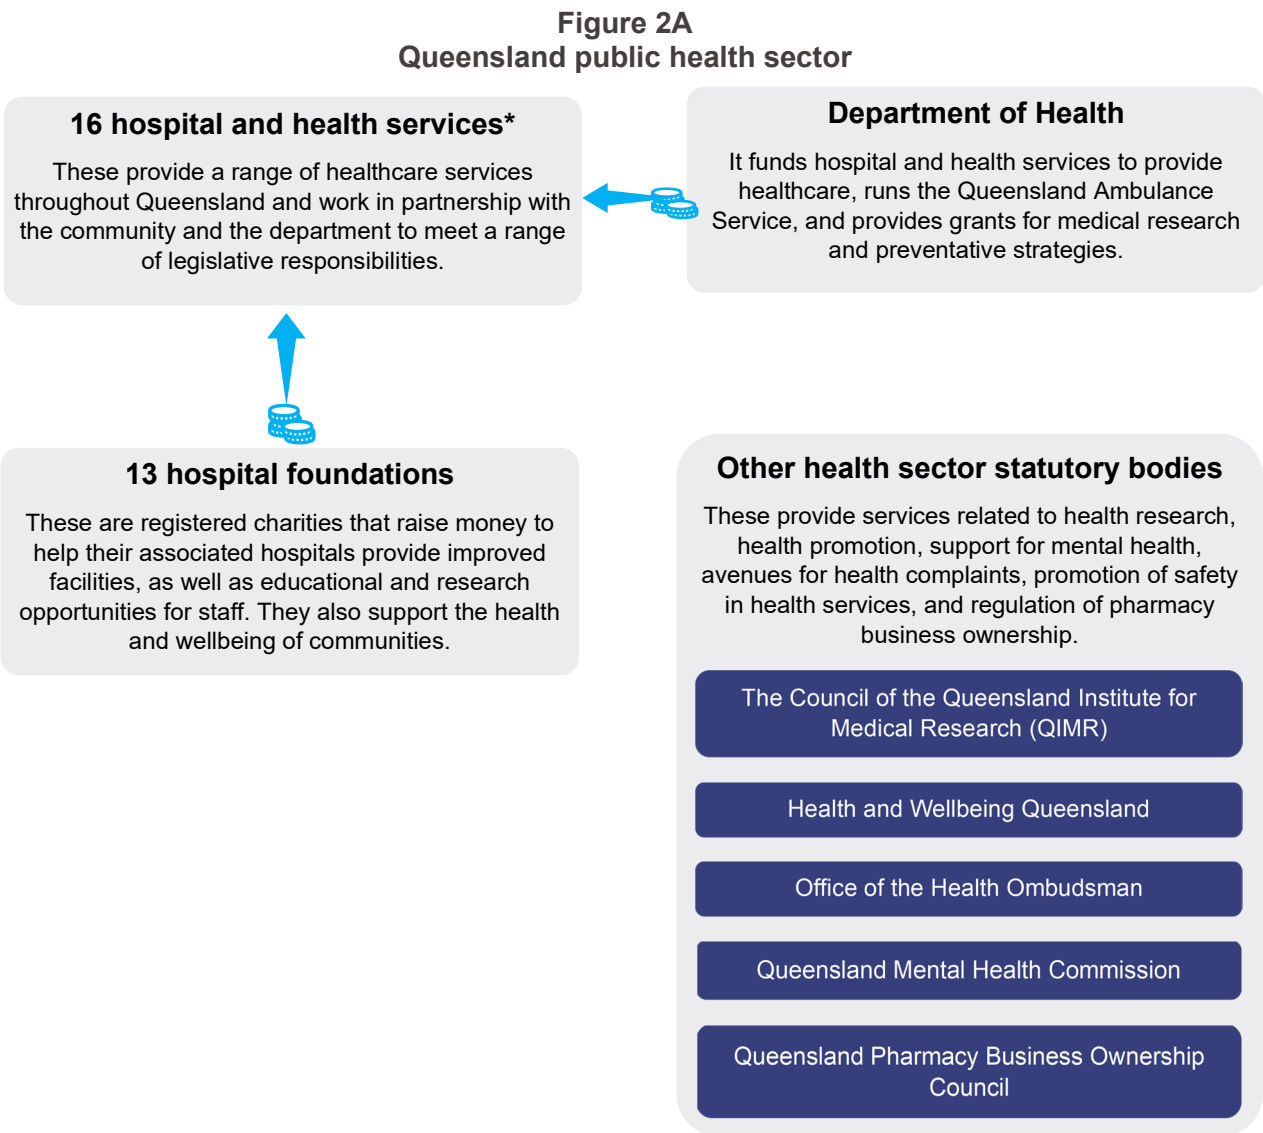 Figure 2A
Queensland public health sector
16 hospital and health services*
These provide a range of healthcare services
throughout Queensland and work in partnership with
the community and the department to meet a range
of legislative responsibilities.
Department of Health
It funds hospital and health services to provide
healthcare, runs the Queensland Ambulance
Service, and provides grants for medical research
and preventative strategies.
13 hospital foundations
These are registered charities that raise money to
help their associated hospitals provide improved
facilities, as well as educational and research
opportunities for staff. They also support the health
and wellbeing of communities.
Other health sector statutory bodies
These provide services related to health research,
health promotion, support for mental health,
avenues for health complaints, promotion of safety
in health services, and regulation of pharmacy
business ownership.
The Council of the Queensland Institute for
Medical Research (QIMR)
Health and Wellbeing Queensland
Office of the Health Ombudsman
Queensland Mental Health Commission
Queensland Pharmacy Business Ownership
Council